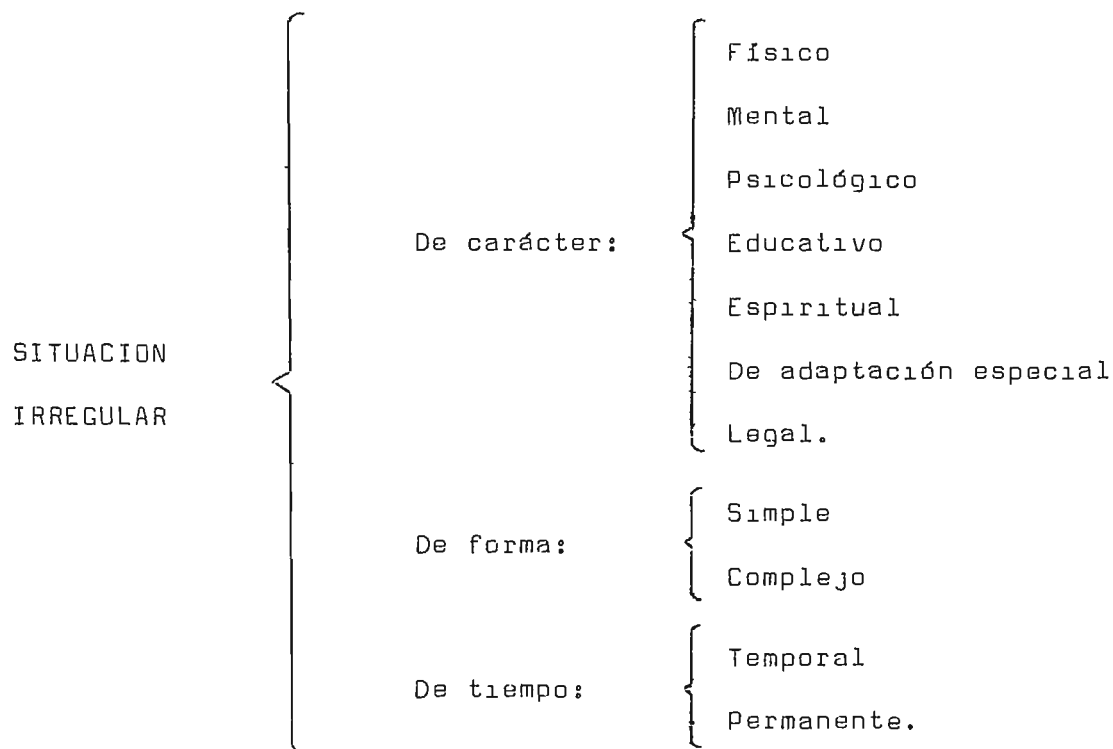 Físico
Mental
Psicológico
De carácter:
Educativo
Espiritual
SITUACION
De adaptación especial
IRREGULAR
Legal.
Simple
De forma:
Complejo
Temporal
De tiempo:
Permanente.